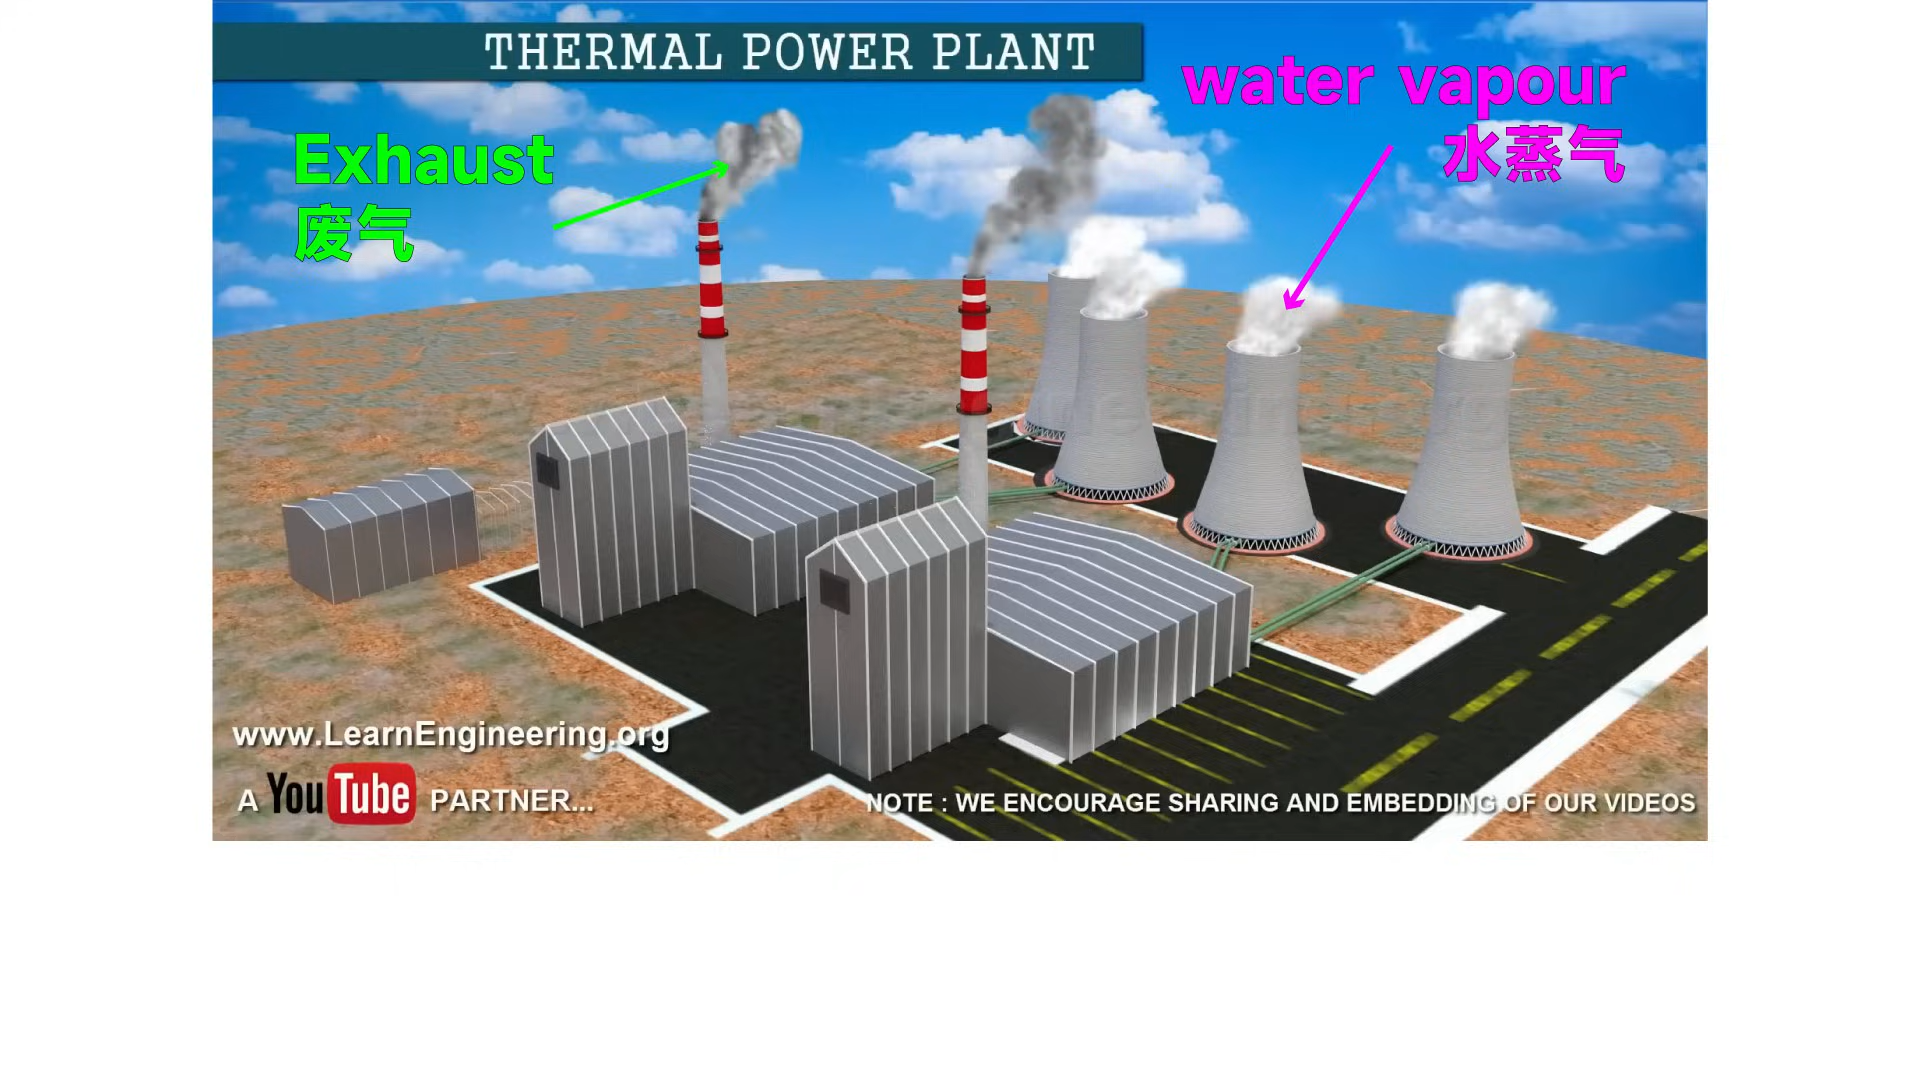 THERMAL POWER PLANT
water vapour
水蒸气
Exhaust
废气
www.LearnEngineering.org
A YouTube PARTNER...
NOTE : WE ENCOURAGE SHARING AND EMBEDDING OF OUR VIDEOS